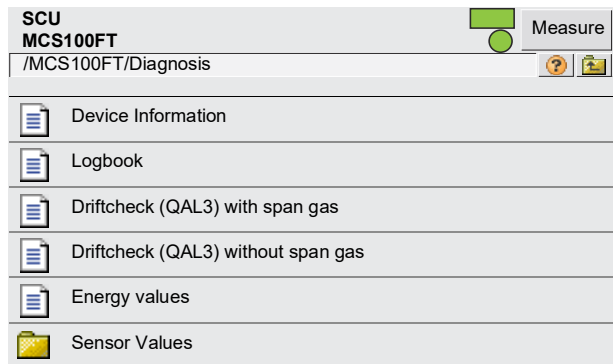 SCU
MCS100FT
Measure
/MCS100FT/Diagnosis
?
Device Information
Logbook
Driftcheck (QAL3) with span gas
Driftcheck (QAL3) without span gas
Energy values
Sensor Values